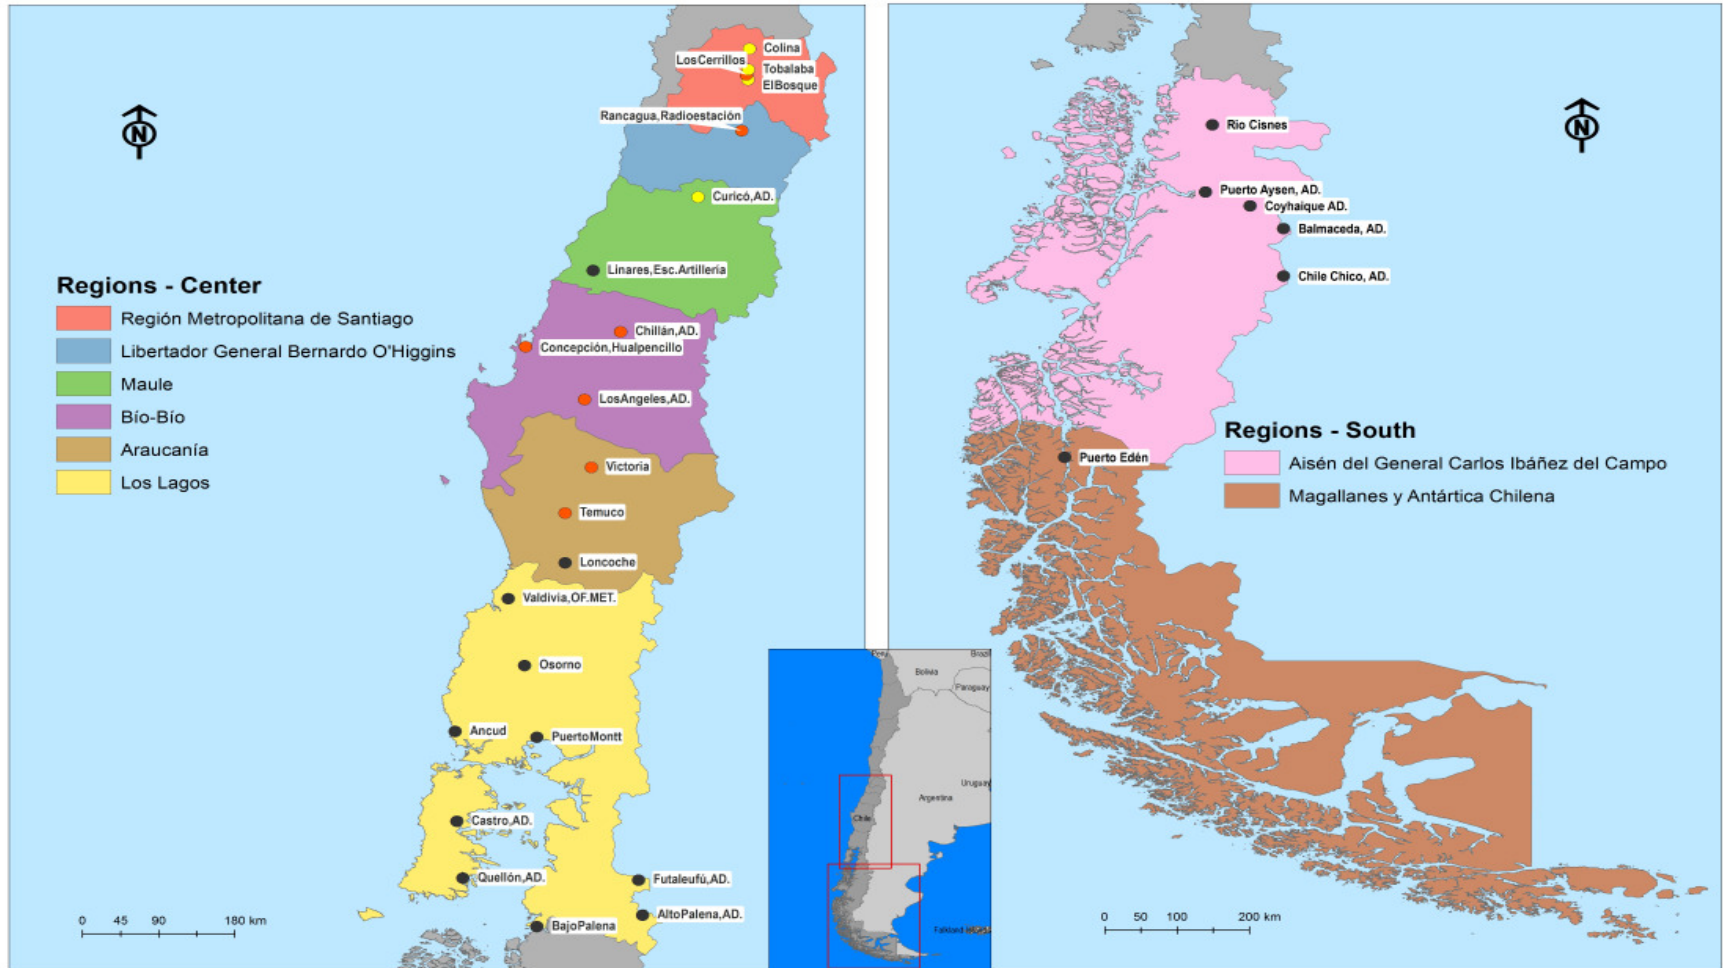 Colina
LosCerrillos
Tobalaba
ElBosque
Rancagua,Radioestación
Curicó,AD.
Linares,Esc.Artillería
Chillán,AD.
Concepción,Hualpencillo
LosAngeles,AD.
Victoria
Temuco
Loncoche
Valdivia,OF.MET.
Osorno
Ancud
PuertoMontt
Castro,AD.
Quellón,AD.
Futaleufú,AD.
AltoPalena,AD.
BajoPalena
N
Regions - Center
Región Metropolitana de Santiago
Libertador General Bernardo O'Higgins
Maule
Bío-Bío
Araucanía
Los Lagos
0 45 90 180 km
Perú
Brazil
Bolivia
Paraguay
Uruguay
Argentina
Chile
Falkland
N
Rio Cisnes
Puerto Aysen, AD.
Coyhaique AD.
Balmaceda, AD.
Chile Chico, AD.
Puerto Edén
Regions - South
Aisén del General Carlos Ibáñez del Campo
Magallanes y Antártica Chilena
0 50 100 200 km